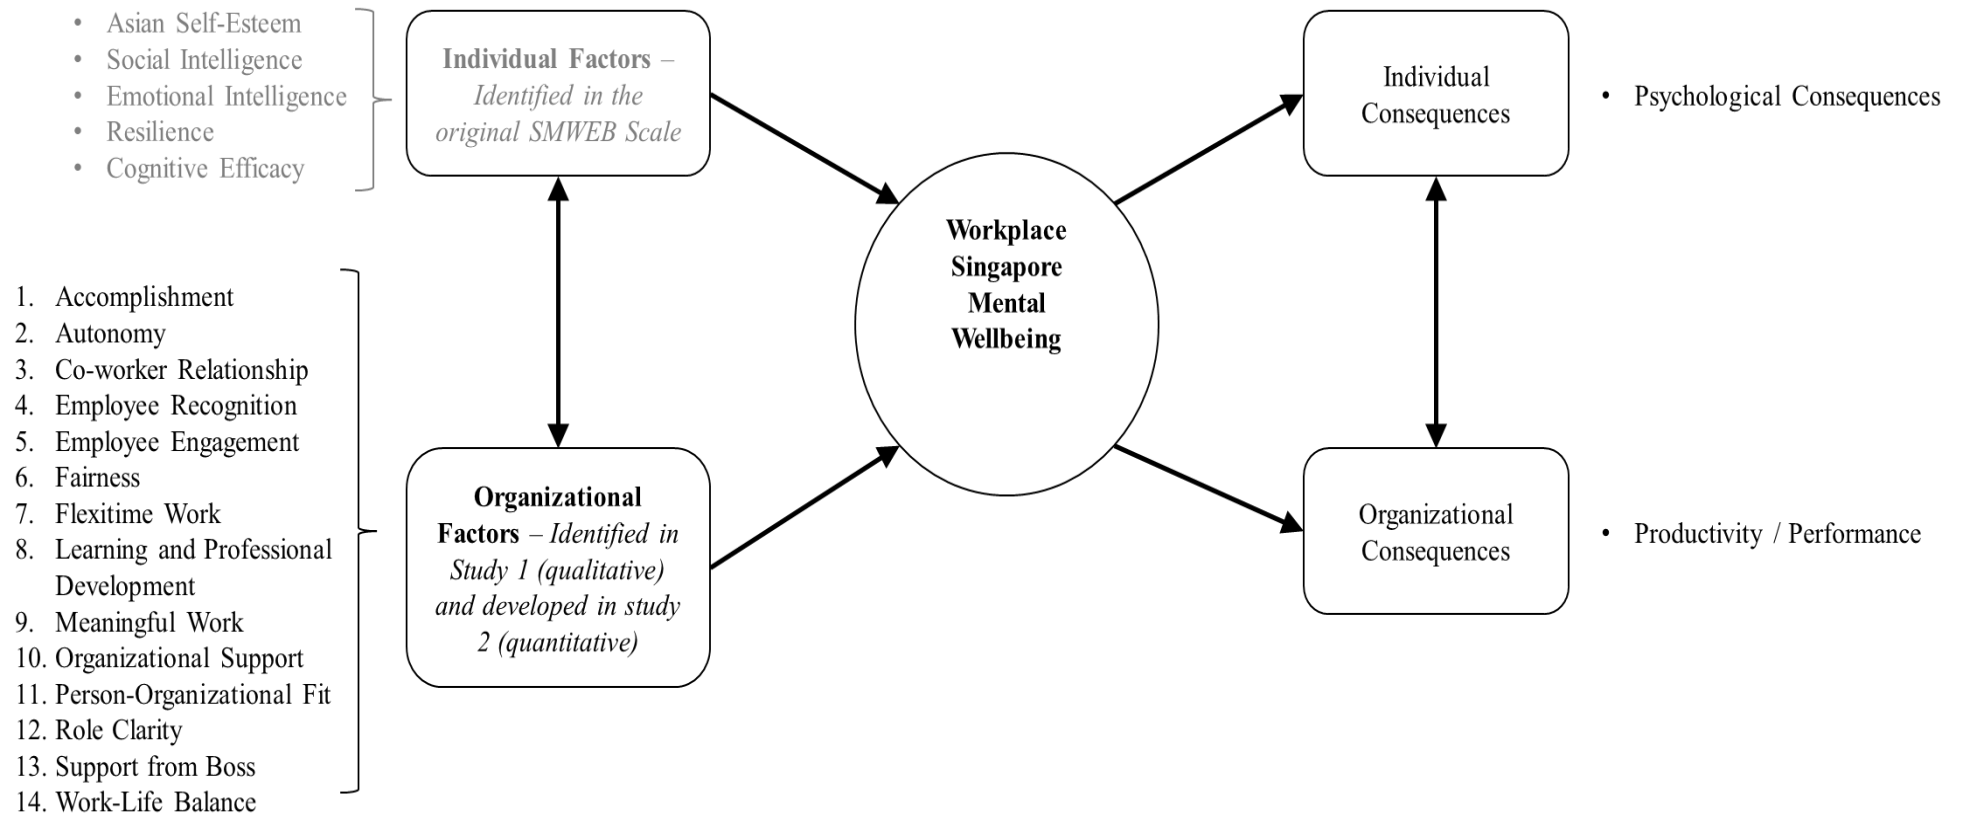 • Asian Self-Esteem
• Social Intelligence
• Emotional Intelligence
• Resilience
• Cognitive Efficacy
Individual Factors –
Identified in the
original SMWEB Scale
1. Accomplishment
2. Autonomy
3. Co-worker Relationship
4. Employee Recognition
5. Employee Engagement
6. Fairness
7. Flexitime Work
8. Learning and Professional
Development
9. Meaningful Work
10. Organizational Support
11. Person-Organizational Fit
12. Role Clarity
13. Support from Boss
14. Work-Life Balance
Organizational
Factors – Identified in
Study 1 (qualitative)
and developed in study
2 (quantitative)
Workplace
Singapore
Mental
Wellbeing
Individual
Consequences
• Psychological Consequences
Organizational
Consequences
• Productivity / Performance